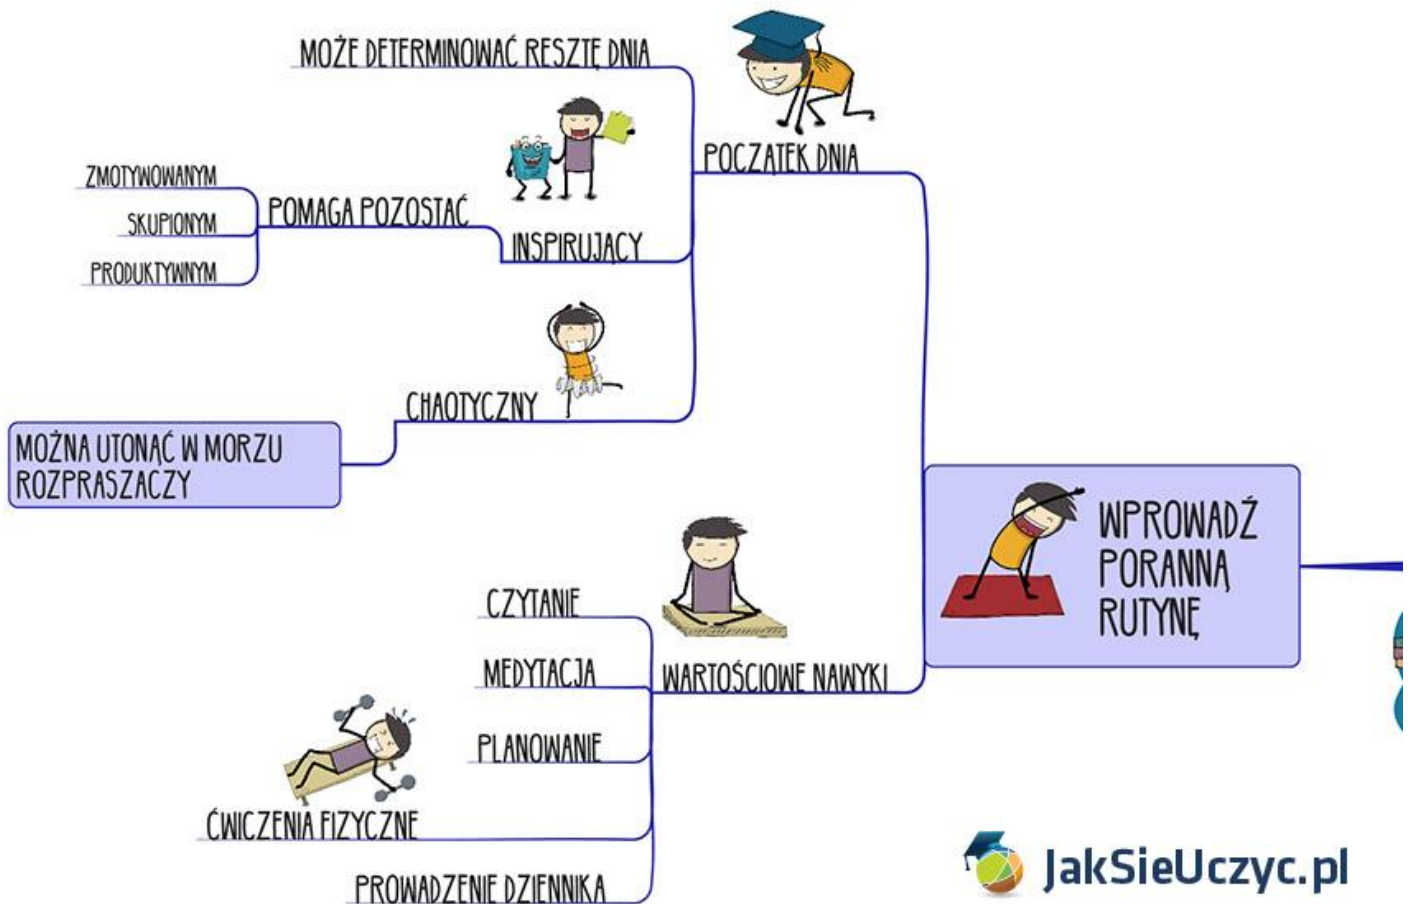 MOŻE DETERMINOWAĆ RESZTĘ DNIA
POCZĄTEK DNIA
ZMOTYWOWANYM
SKUPIONYM
PRODUKTYWNYM
POMAGA POZOSTAĆ
INSPIRUJĄCY
CHAOTYCZNY
MOŻNA UTONĄĆ W MORZU
ROZPRASZACZY
WPROWADŹ
PORANNĄ
RUTYNĘ
CZYTANIE
MEDYTACJA
WARTOŚCIOWE NAWYKI
PLANOWANIE
ĆWICZENIA FIZYCZNE
PROWADZENIE DZIENNIKA
JakSieUczyc.pl